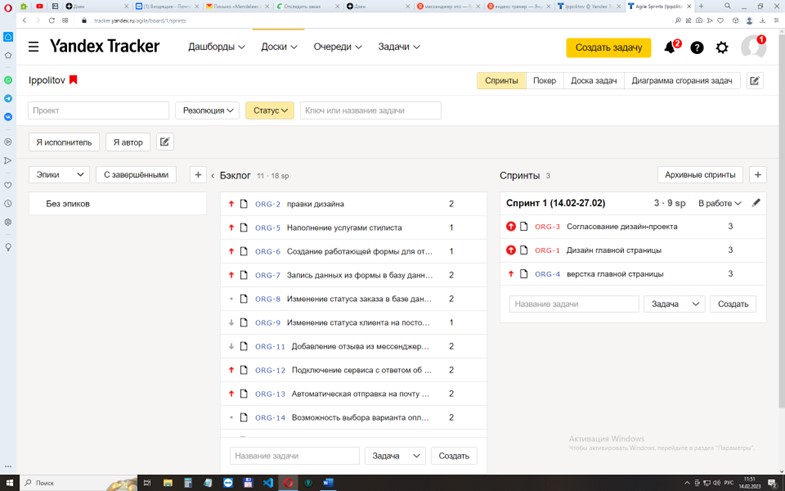 Дзен
Отследить заказ
Дзен
tracker.yandex.ru/agile/board/1/sprints
Yandex Tracker
Дашборды
Доски
Очереди
Задачи
Создать задачу
2
1
Ippolitov
Спринты
Покер
Доска задач
Диаграмма сгорания задач
Проект
Резолюция
Статус
Ключ или название задачи
Я исполнитель
Я автор
Эпики
С завершёнными
Бэклог 11 · 18 sp
Спринты 3
Архивные спринты
Без эпиков
ORG-2 правки дизайна 2
ORG-5 Наполнение услугами стилиста 1
ORG-6 Создание работающей формы для от... 1
ORG-7 Запись данных из формы в базу данн... 2
ORG-8 Изменение статуса заказа в базе дан... 2
ORG-9 Изменение статуса клиента на посто... 1
ORG-11 Добавление отзыва из мессенджер... 2
ORG-12 Подключение сервиса с ответом об ... 2
ORG-13 Автоматическая отправка на почту ... 2
ORG-14 Возможность выбора варианта опл... 2
Название задачи
Задача
Создать
Спринт 1 (14.02-27.02) 3 · 9 sp В работе
ORG-3 Согласование дизайн-проекта 3
ORG-1 Дизайн главной страницы 3
ORG-4 верстка главной страницы 3
Название задачи
Задача
Создать
Активация Windows
Чтобы активировать Windows, перейдите в раздел "Параметры".
Поиск
РУС
11:51
14.02.2023